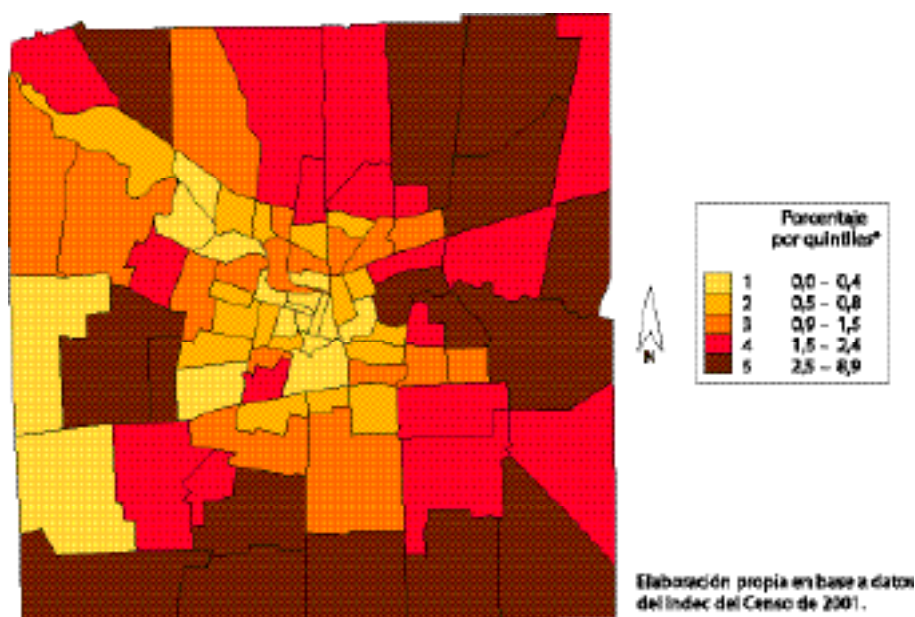 Porcentaje
por quintiles*
1 0,0 – 0,4
2 0,5 – 0,8
3 0,9 – 1,5
4 1,5 – 2,4
5 2,5 – 8,9
N
Elaboración propia en base a datos
del Indec del Censo de 2001.